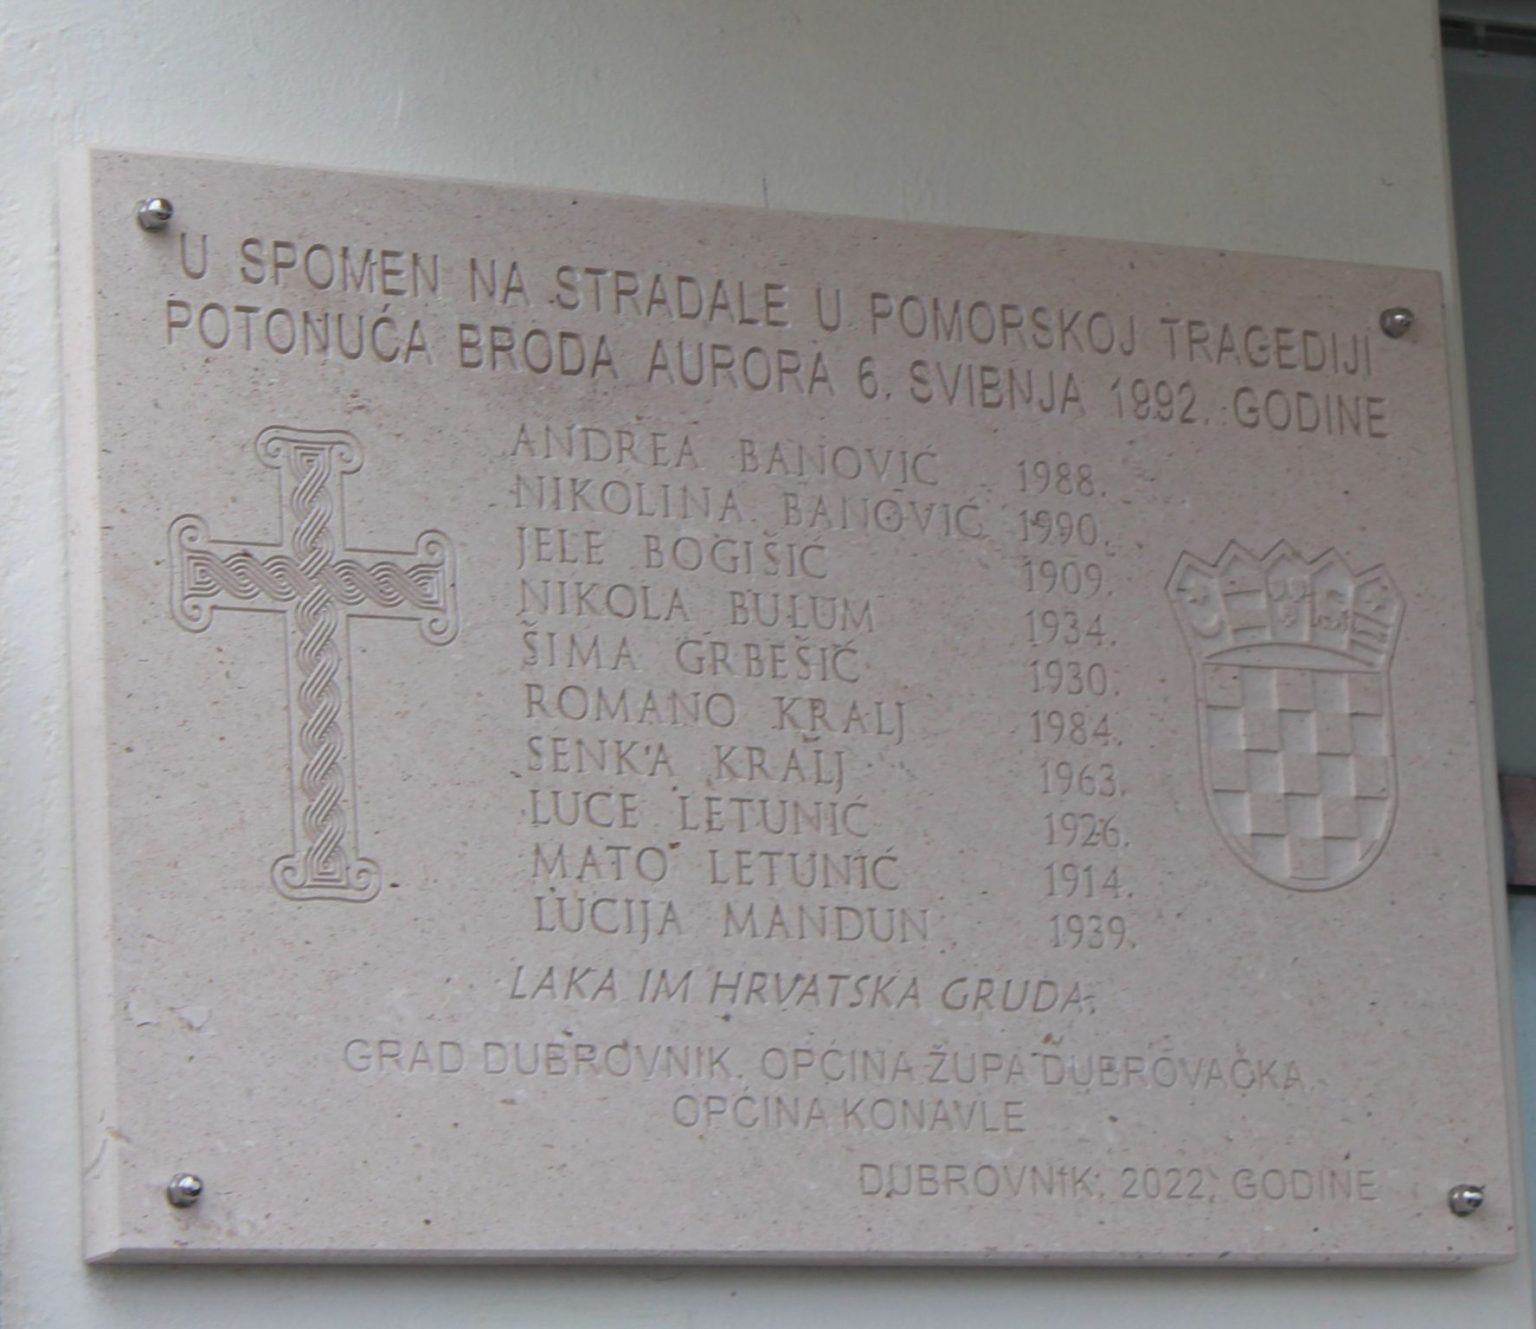 U SPOMEN NA STRADALE U POMORSKOJ TRAGEDIJI
POTONUĆA BRODA AURORA 6. SVIBNJA 1992. GODINE
ANDREA BANOVIĆ 1988.
NIKOLINA BANOVIĆ 1990.
JELE BOGIŠIĆ 1909.
NIKOLA BULUM 1934.
ŠIMA GRBEŠIĆ 1930.
ROMANO KRALJ 1984.
SENKA KRALJ 1963.
LUCE LETUNIĆ 1926.
MATO LETUNIĆ 1914.
LUCIJA MANDUN 1939.
LAKA IM HRVATSKA GRUDA.
GRAD DUBROVNIK, OPĆINA ŽUPA DUBROVAČKA,
OPĆINA KONAVLE
DUBROVNIK, 2022. GODINE